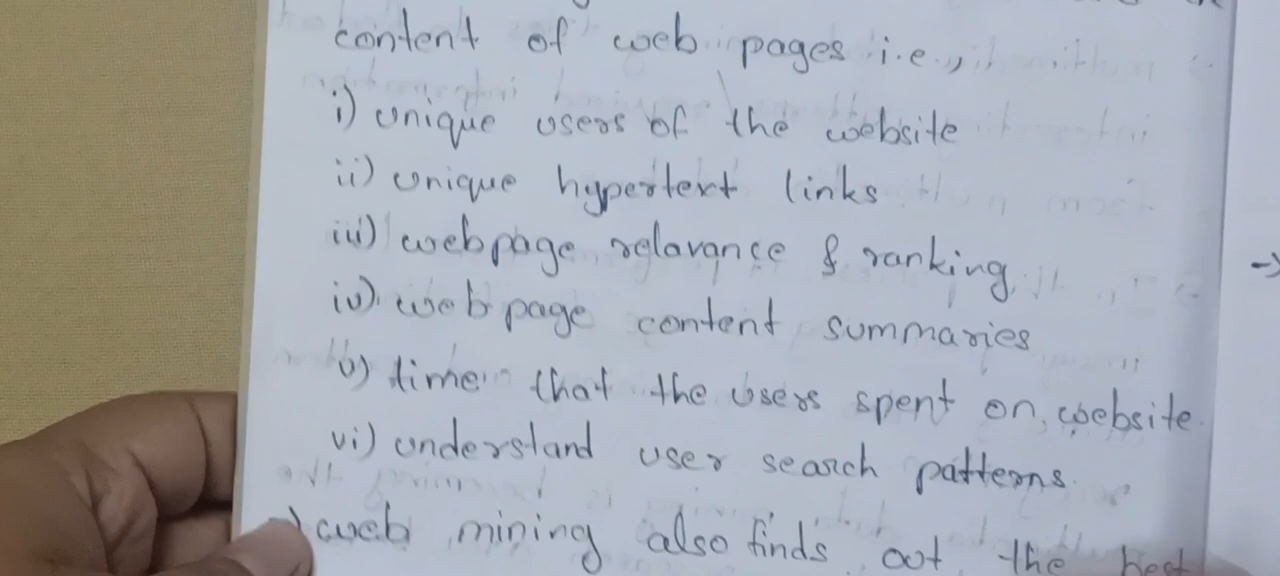 content of web pages i.e.,
i) unique users of the website
ii) unique hypertext links
iii) webpage relavance & ranking
iv) web page content summaries
v) time that the users spent on website
vi) understand user search patterns
→ web mining also finds out the best